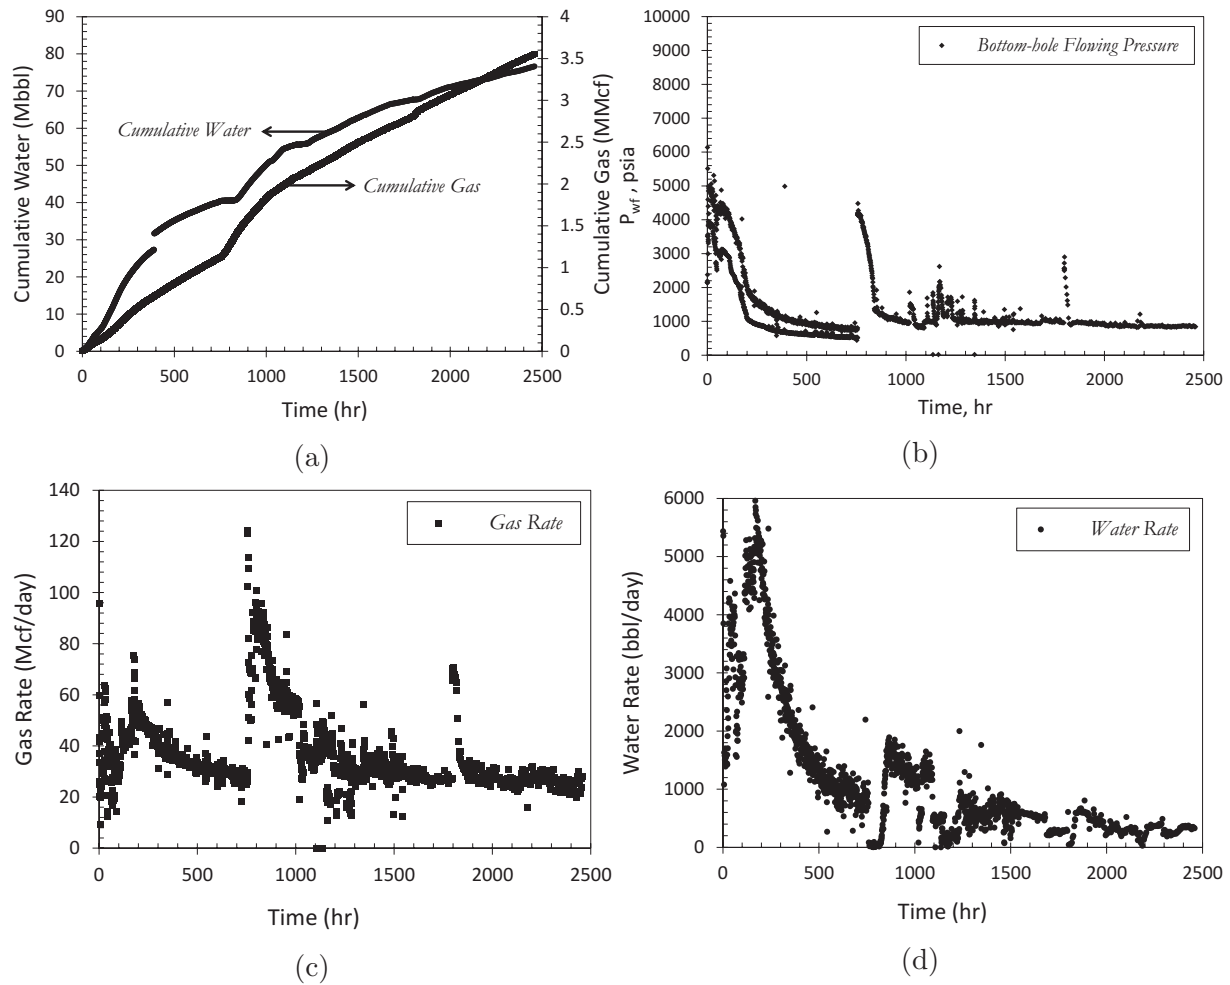 90
80
70
60
50
40
30
20
10
0
Cumulative Water (Mbbl)
4
3.5
3
2.5
2
1.5
1
0.5
0
Cumulative Gas (MMcf)
Cumulative Water
Cumulative Gas
0 500 1000 1500 2000 2500
Time (hr)
(a)
10000
9000
8000
7000
6000
5000
4000
3000
2000
1000
0
Pwf , psia
Bottom-hole Flowing Pressure
0 500 1000 1500 2000 2500
Time, hr
(b)
140
120
100
80
60
40
20
0
Gas Rate (Mcf/day)
Gas Rate
0 500 1000 1500 2000 2500
Time (hr)
(c)
6000
5000
4000
3000
2000
1000
0
Water Rate (bbl/day)
Water Rate
0 500 1000 1500 2000 2500
Time (hr)
(d)